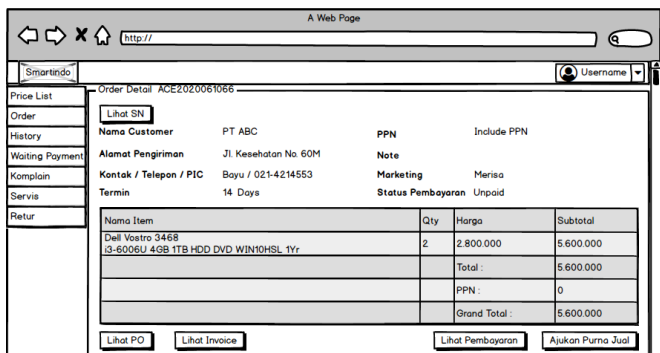 A Web Page
http://
Smartindo
Username
Price List
Order
History
Waiting Payment
Komplain
Servis
Retur
Order Detail ACE2020061066
Lihat SN
Nama Customer PT ABC PPN Include PPN
Alamat Pengiriman Jl. Kesehatan No. 60M Note
Kontak / Telepon / PIC Bayu / 021-4214553 Marketing Merisa
Termin 14 Days Status Pembayaran Unpaid
Nama Item Qty Harga Subtotal
Dell Vostro 3468
i3-6006U 4GB 1TB HDD DVD WIN10HSL 1Yr 2 2.800.000 5.600.000
Total : 5.600.000
PPN : 0
Grand Total : 5.600.000
Lihat PO Lihat Invoice Lihat Pembayaran Ajukan Purna Jual